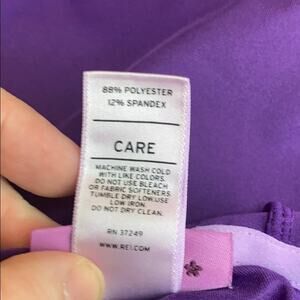 88% POLYESTER
12% SPANDEX
CARE
MACHINE WASH COLD
WITH LIKE COLORS.
DO NOT USE BLEACH
OR FABRIC SOFTENERS.
TUMBLE DRY LOW.USE
LOW IRON.
DO NOT DRY CLEAN.
RN 37249
WWW.REI.COM